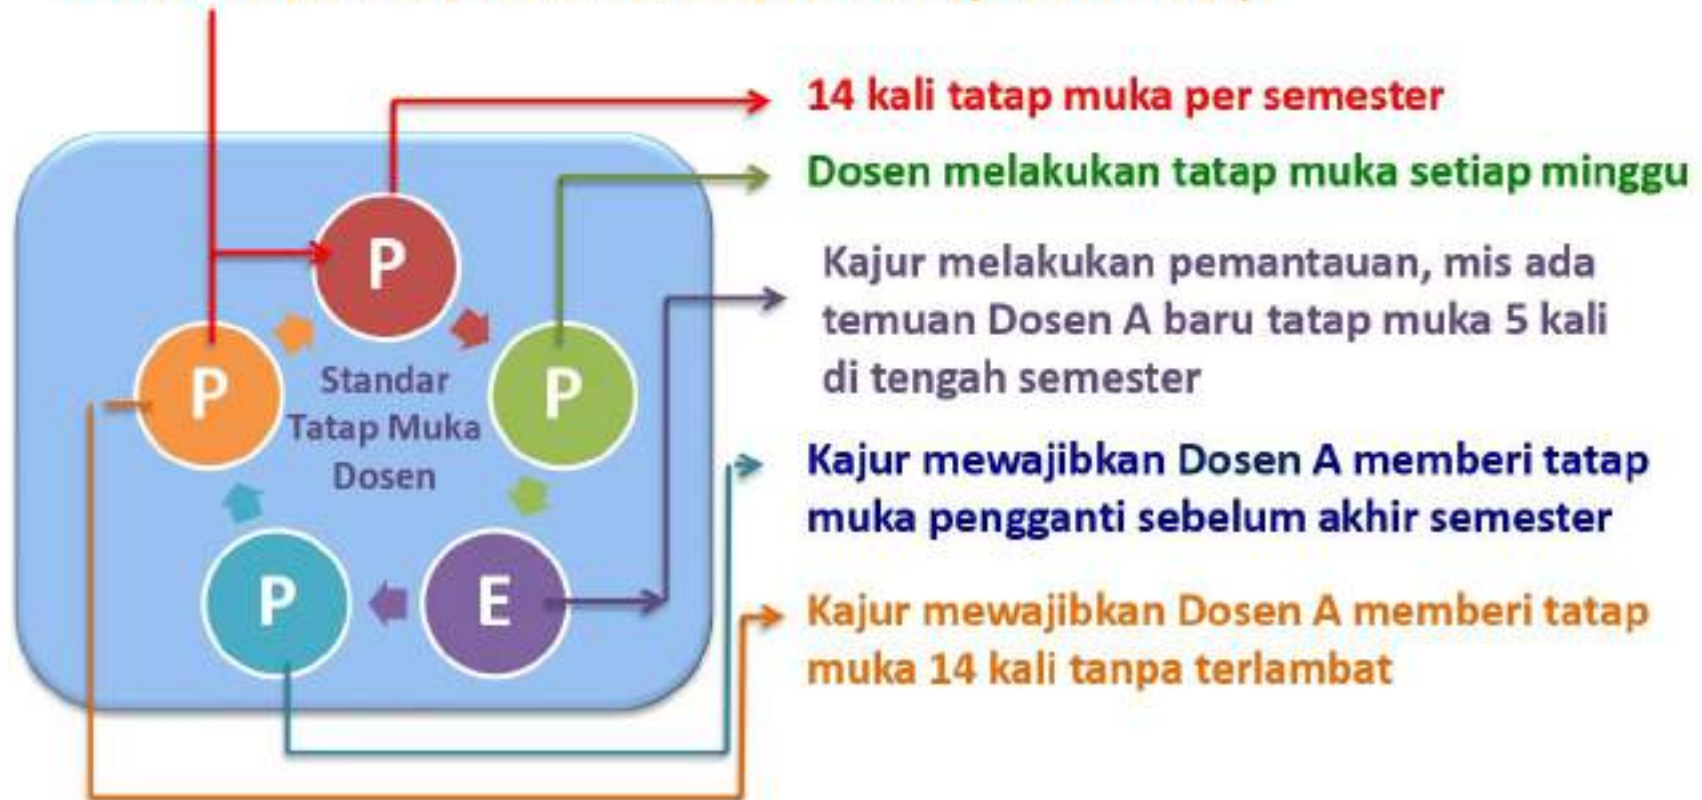 14 kali tatap muka per semester
Dosen melakukan tatap muka setiap minggu
Kajur melakukan pemantauan, mis ada
temuan Dosen A baru tatap muka 5 kali
di tengah semester
Kajur mewajibkan Dosen A memberi tatap
muka pengganti sebelum akhir semester
Kajur mewajibkan Dosen A memberi tatap
muka 14 kali tanpa terlambat
P
P
P
Standar
Tatap Muka
Dosen
P
E